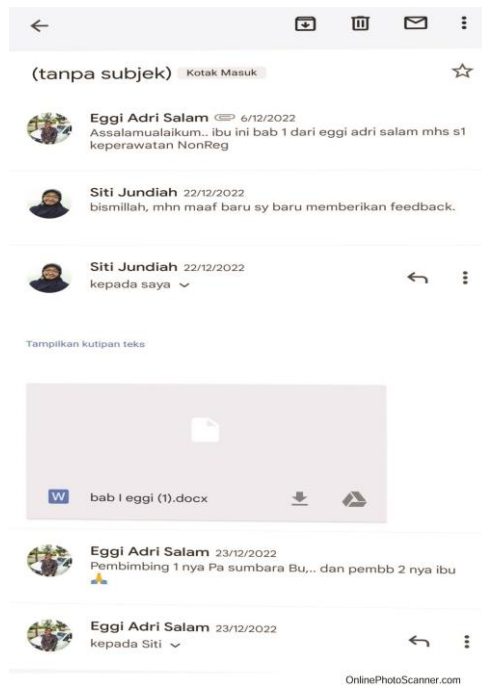 (tanpa subjek) Kotak Masuk
Eggi Adri Salam 6/12/2022
Assalamualaikum.. ibu ini bab 1 dari eggi adri salam mhs s1
keperawatan NonReg
Siti Jundiah 22/12/2022
bismillah, mhn maaf baru sy baru memberikan feedback.
Siti Jundiah 22/12/2022
kepada saya
Tampilkan kutipan teks
W bab I eggi (1).docx
Eggi Adri Salam 23/12/2022
Pembimbing 1 nya Pa sumbara Bu,.. dan pembb 2 nya ibu
Eggi Adri Salam 23/12/2022
kepada Siti
OnlinePhotoScanner.com